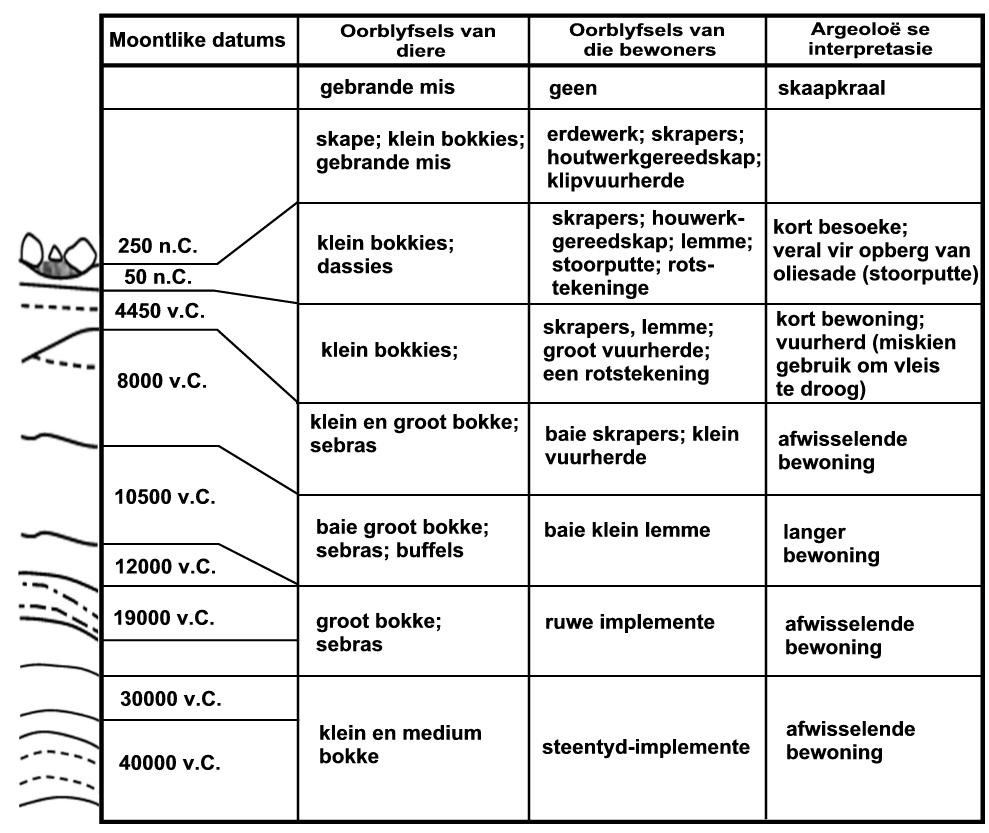 Moontlike datums
Oorblyfsels van
diere
Oorblyfsels van
die bewoners
Argeoloë se
interpretasie
gebrande mis
geen
skaapkraal
skape; klein bokkies;
gebrande mis
erdewerk; skrapers;
houtwerkgereedskap;
klipvuurherde
250 n.C.
50 n.C.
klein bokkies;
dassies
skrapers; houwerk-
gereedskap; lemme;
stoorputte; rots-
tekeninge
kort besoeke;
veral vir opberg van
oliesade (stoorputte)
4450 v.C.
klein bokkies;
skrapers, lemme;
groot vuurherde;
een rotstekening
kort bewoning;
vuurherd (miskien
gebruik om vleis
te droog)
8000 v.C.
klein en groot bokke;
sebras
baie skrapers; klein
vuurherde
afwisselende
bewoning
10500 v.C.
baie groot bokke;
sebras; buffels
baie klein lemme
langer
bewoning
12000 v.C.
19000 v.C.
groot bokke;
sebras
ruwe implemente
afwisselende
bewoning
30000 v.C.
40000 v.C.
klein en medium
bokke
steentyd-implemente
afwisselende
bewoning